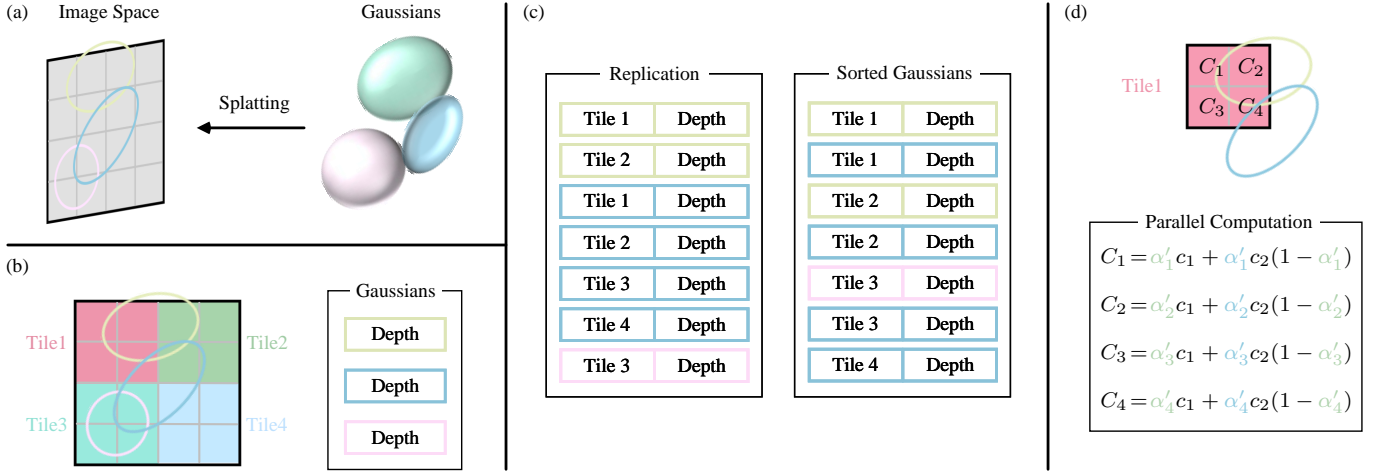 (a)
Image Space
Gaussians
Splatting
(b)
Tile1
Tile2
Tile3
Tile4
Gaussians
Depth
Depth
Depth
(c)
Replication
Tile 1 Depth
Tile 2 Depth
Tile 1 Depth
Tile 2 Depth
Tile 3 Depth
Tile 4 Depth
Tile 3 Depth
Sorted Gaussians
Tile 1 Depth
Tile 1 Depth
Tile 2 Depth
Tile 2 Depth
Tile 3 Depth
Tile 3 Depth
Tile 4 Depth
(d)
Tile1
C₁ C₂
C₃ C₄
Parallel Computation
C₁ = α′₁c₁ + α′₁c₂(1 − α′₁)
C₂ = α′₂c₁ + α′₂c₂(1 − α′₂)
C₃ = α′₃c₁ + α′₃c₂(1 − α′₃)
C₄ = α′₄c₁ + α′₄c₂(1 − α′₄)